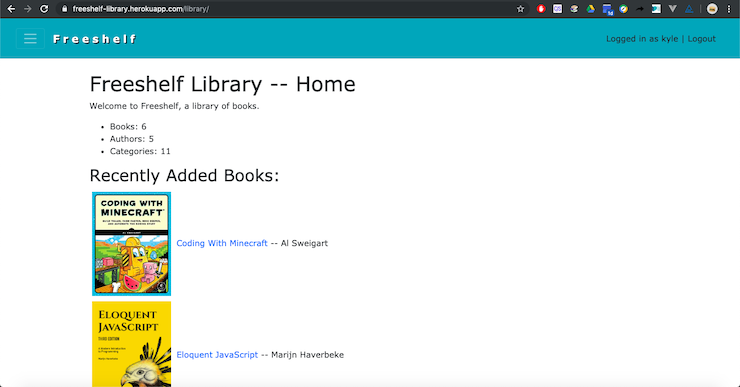 freeshelf-library.herokuapp.com/library/
Freeshelf
Logged in as kyle | Logout
Freeshelf Library -- Home
Welcome to Freeshelf, a library of books.
• Books: 6
• Authors: 5
• Categories: 11
Recently Added Books:
CODING WITH
MINECRAFT
Coding With Minecraft -- Al Sweigart
ELOQUENT
JAVASCRIPT
THIRD EDITION
Eloquent JavaScript -- Marijn Haverbeke